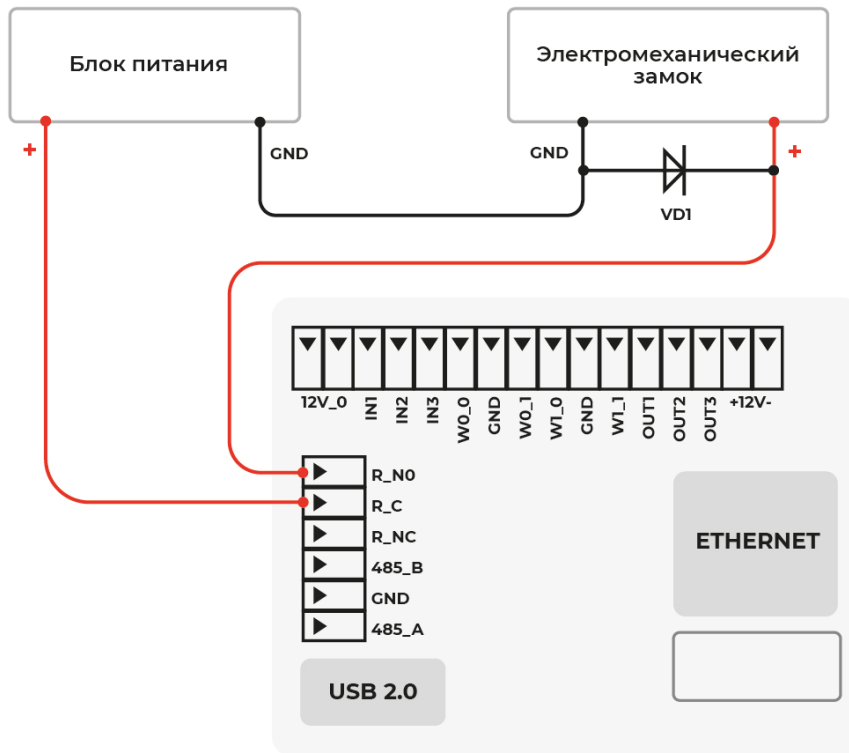 Блок питания
Электромеханический
замок
+
GND
GND
+
VD1
12V_0
IN1
IN2
IN3
W0_0
GND
W0_1
W1_0
GND
W1_1
OUT1
OUT2
OUT3
+12V-
R_N0
R_C
R_NC
485_B
GND
485_A
ETHERNET
USB 2.0